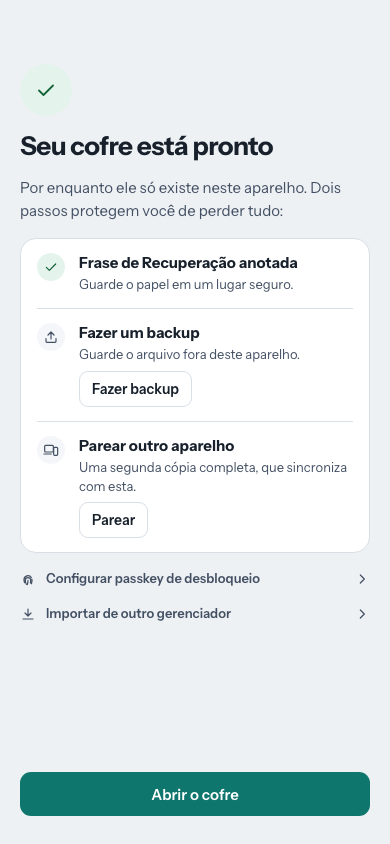 Seu cofre está pronto
Por enquanto ele só existe neste aparelho. Dois
passos protegem você de perder tudo:
Frase de Recuperação anotada
Guarde o papel em um lugar seguro.
Fazer um backup
Guarde o arquivo fora deste aparelho.
Fazer backup
Parear outro aparelho
Uma segunda cópia completa, que sincroniza
com esta.
Parear
Configurar passkey de desbloqueio
Importar de outro gerenciador
Abrir o cofre